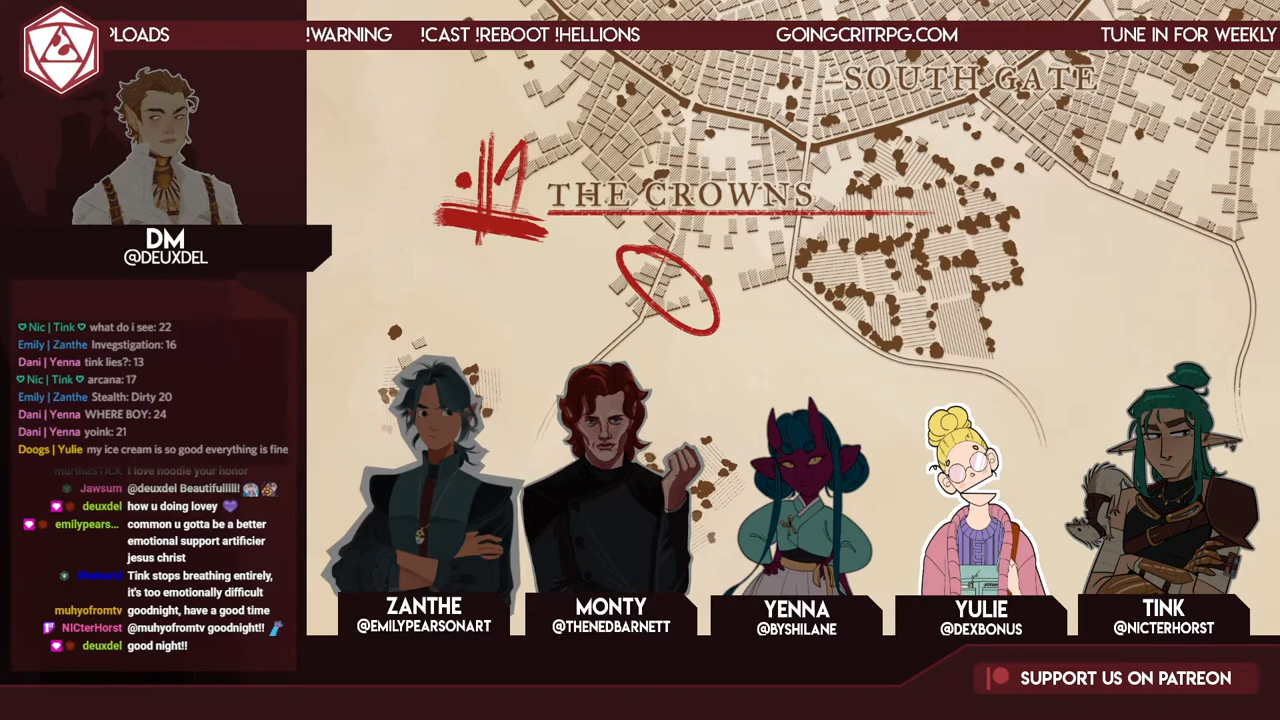 PLOADS
!WARNING
!CAST !REBOOT !HELLIONS
GOINGCRITRPG.COM
TUNE IN FOR WEEKLY
SOUTH GATE
THE CROWNS
DM
@DEUXDEL
Nic | Tink what do i see: 22
Emily | Zanthe Invegstigation: 16
Dani | Yenna tink lies?: 13
Nic | Tink arcana: 17
Emily | Zanthe Stealth: Dirty 20
Dani | Yenna WHERE BOY: 24
Dani | Yenna yoink: 21
Doogs | Yulie my ice cream is so good everything is fine
I love noodle your honor
Jawsum @deuxdel Beautifulllll!
deuxdel how u doing lovey
emilypears... common u gotta be a better
emotional support artificier
jesus christ
Tink stops breathing entirely,
it's too emotionally difficult
muhyofromtv goodnight, have a good time
NICterHorst @muhyofromtv goodnight!!
deuxdel good night!!
ZANTHE
@EMILYPEARSONART
MONTY
@THENEDBARNETT
YENNA
@BYSHILANE
YULIE
@DEXBONUS
TINK
@NICTERHORST
SUPPORT US ON PATREON